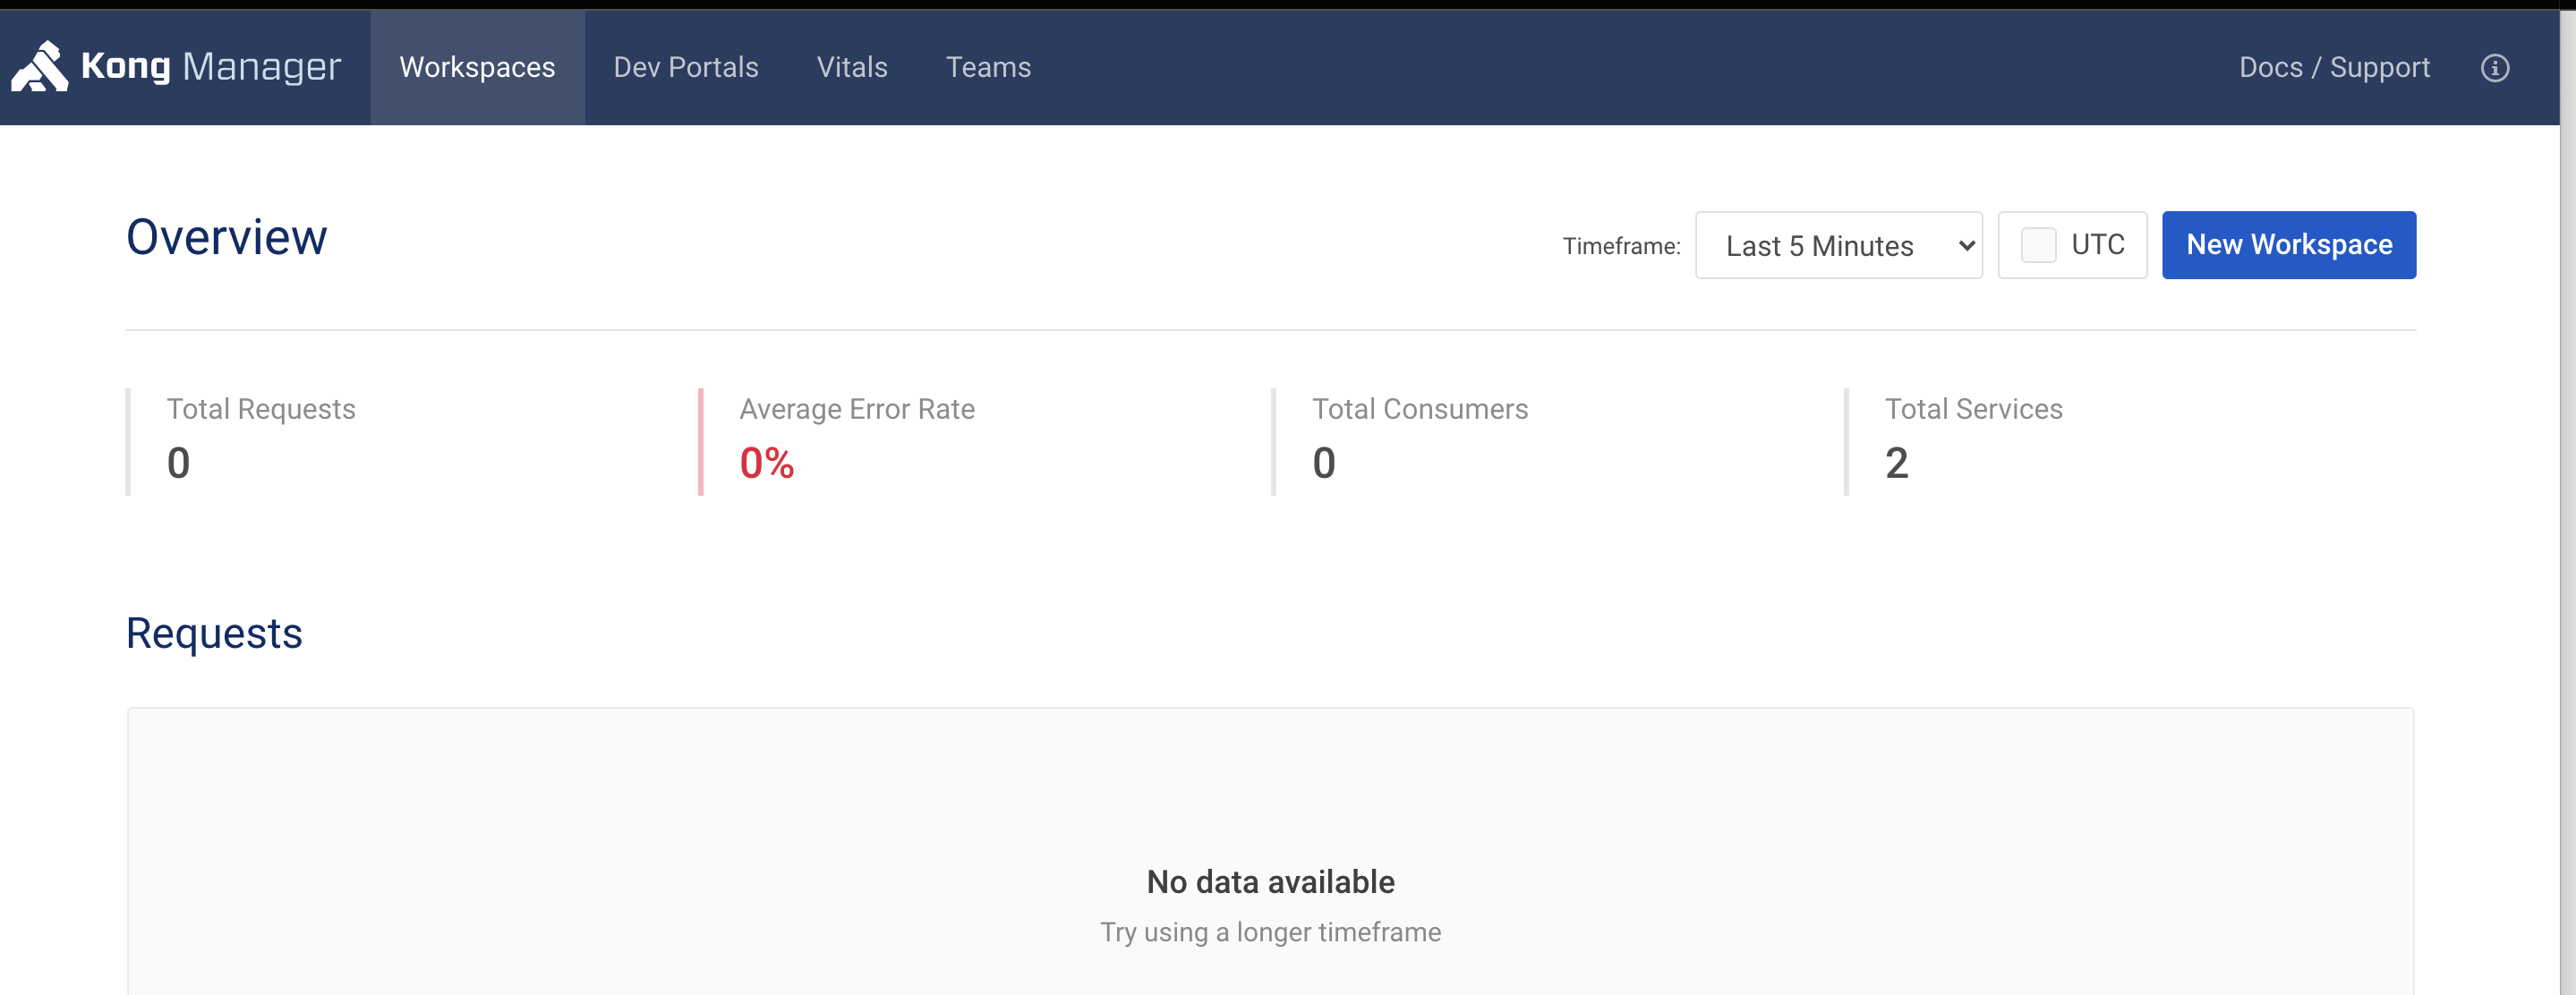 Kong Manager Workspaces Dev Portals Vitals Teams Docs / Support
Overview
Timeframe: Last 5 Minutes UTC New Workspace
Total Requests
0
Average Error Rate
0%
Total Consumers
0
Total Services
2
Requests
No data available
Try using a longer timeframe